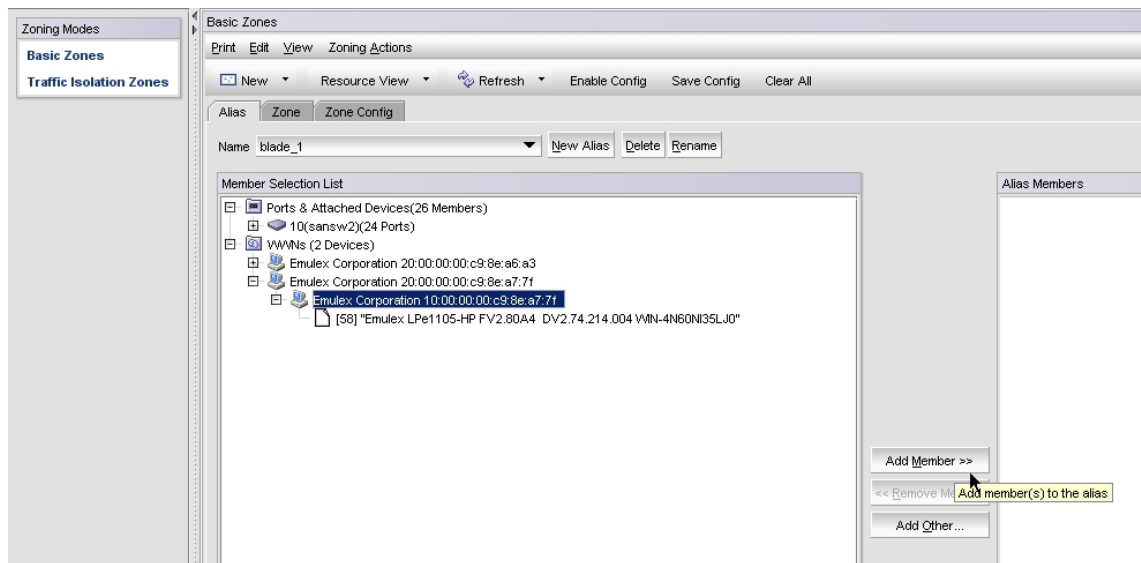 Zoning Modes
Basic Zones
Traffic Isolation Zones
Basic Zones
Print Edit View Zoning Actions
New Resource View Refresh Enable Config Save Config Clear All
Alias Zone Zone Config
Name blade_1 New Alias Delete Rename
Member Selection List
Ports & Attached Devices(26 Members)
10(sansw2)(24 Ports)
WWNs (2 Devices)
Emulex Corporation 20:00:00:00:c9:8e:a6:a3
Emulex Corporation 20:00:00:00:c9:8e:a7:7f
Emulex Corporation 10:00:00:00:c9:8e:a7:7f
[58] "Emulex LPe1105-HP FV2.80A4 DV2.74.214.004 WIN-4N60NI35LJ0"
Add Member >>
<< Remove Me
Add member(s) to the alias
Add Other...
Alias Members